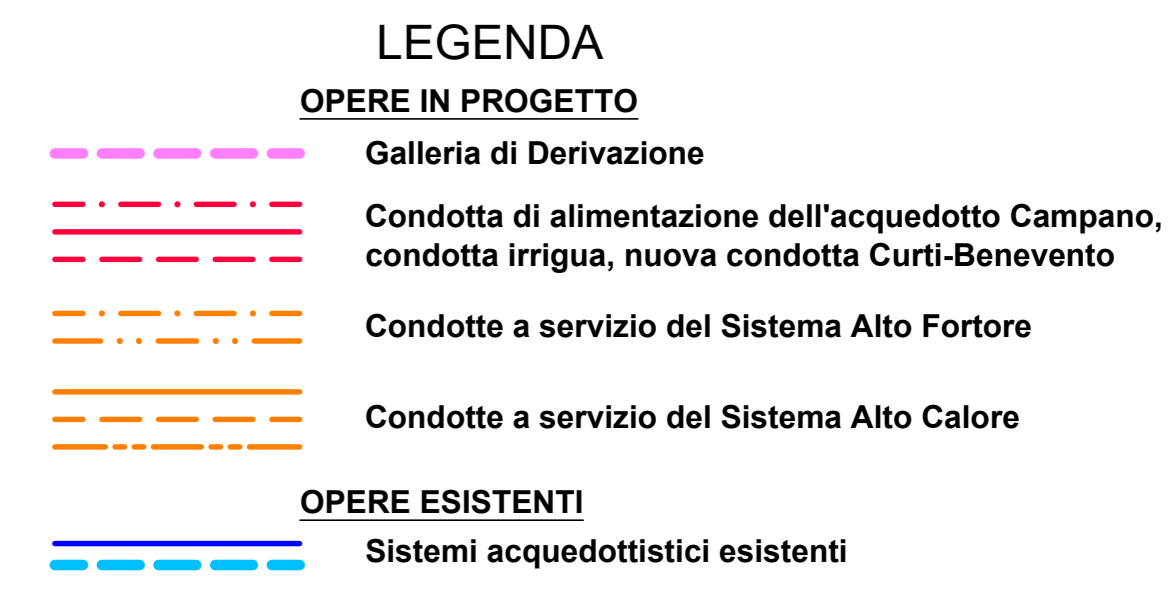 LEGENDA
OPERE IN PROGETTO
Galleria di Derivazione
Condotta di alimentazione dell'acquedotto Campano,
condotta irrigua, nuova condotta Curti-Benevento
Condotte a servizio del Sistema Alto Fortore
Condotte a servizio del Sistema Alto Calore
OPERE ESISTENTI
Sistemi acquedottistici esistenti